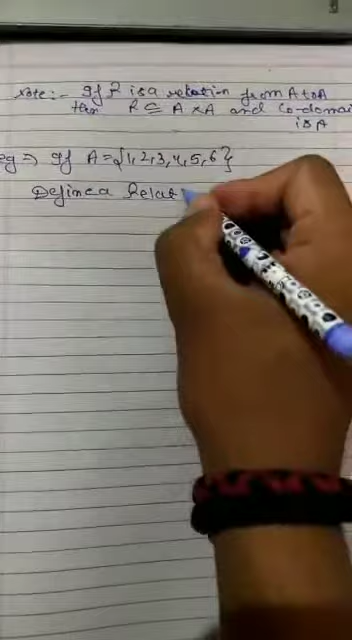 Note:- If R is a relation from A to A
then R ⊆ A × A and Co-domain
is A
eg ⇒ If A = {1,2,3,4,5,6}
Define a Relat